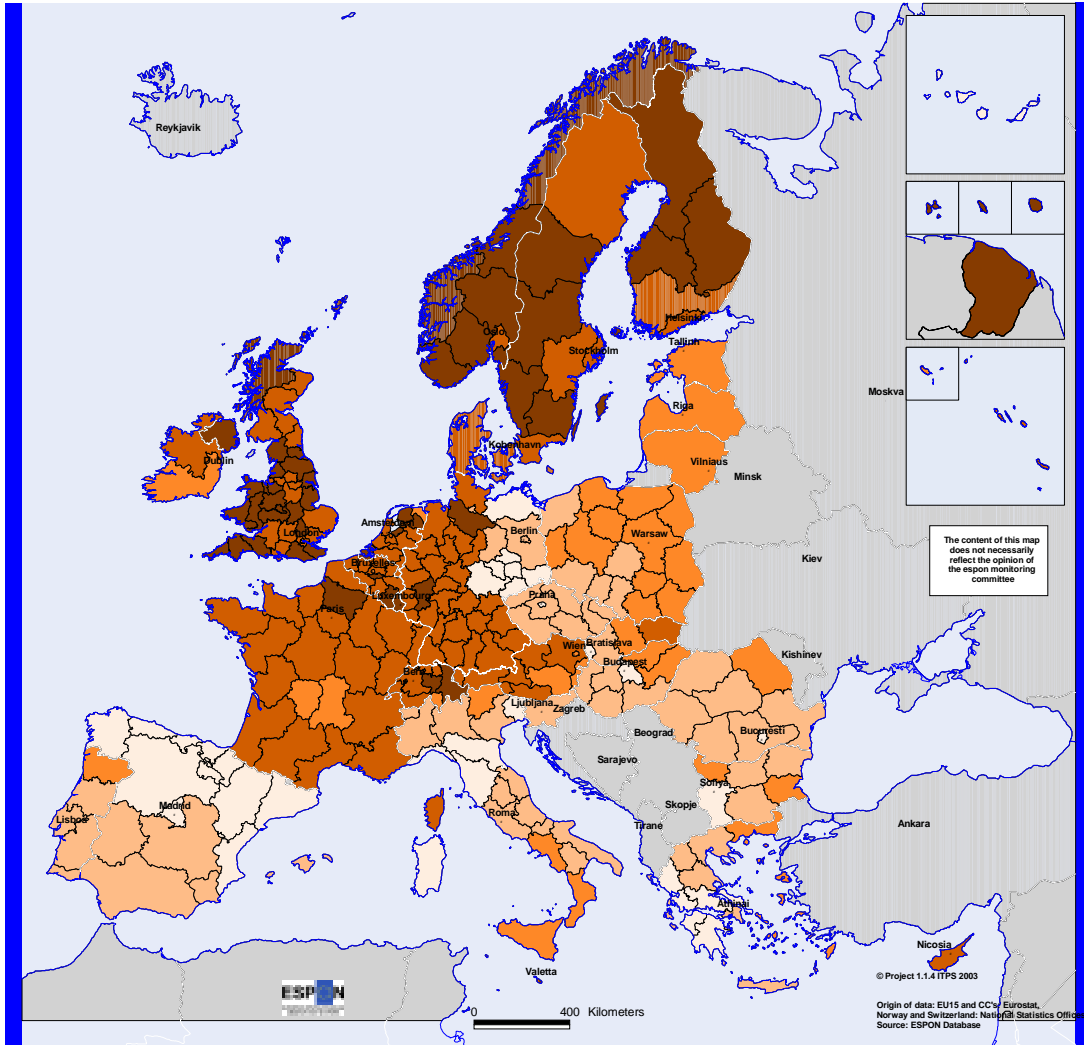 Reykjavik
Oslo
Helsinki
Stockholm
Tallinn
Moskva
Riga
Kobenhavn
Dublin
Vilniaus
Minsk
Amsterdam
London
Berlin
Warsaw
Kiev
The content of this map
does not necessarily
reflect the opinion of
the espon monitoring
committee
Bruxelles
Luxembourg
Praha
Paris
Wien
Bratislava
Budapest
Kishinev
Bern
Ljubljana
Zagreb
Beograd
Bucuresti
Sarajevo
Sofiya
Madrid
Lisboa
Roma
Skopje
Tirane
Ankara
Athinai
Nicosia
Valetta
© Project 1.1.4 ITPS 2003
ESPON
0 400 Kilometers
Origin of data: EU15 and CC's: Eurostat,
Norway and Switzerland: National Statistics Offices
Source: ESPON Database